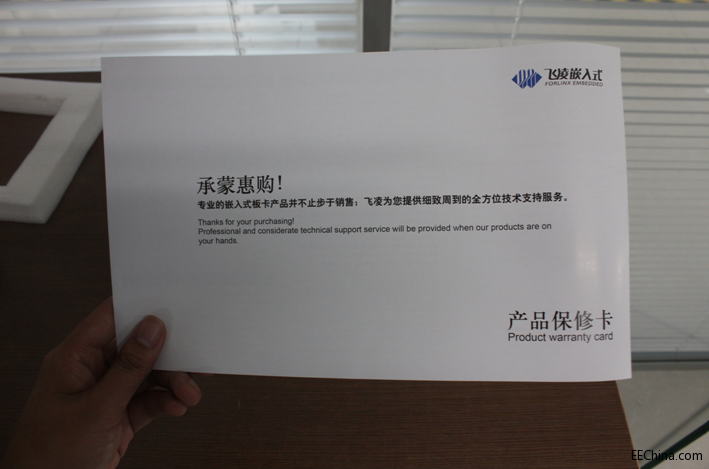 飞凌嵌入式
FORLINX EMBEDDED
承蒙惠购!
专业的嵌入式板卡产品并不止步于销售;飞凌为您提供细致周到的全方位技术支持服务。
Thanks for your purchasing!
Professional and considerate technical support service will be provided when our products are on
your hands.
产品保修卡
Product warranty card
EEChina.com